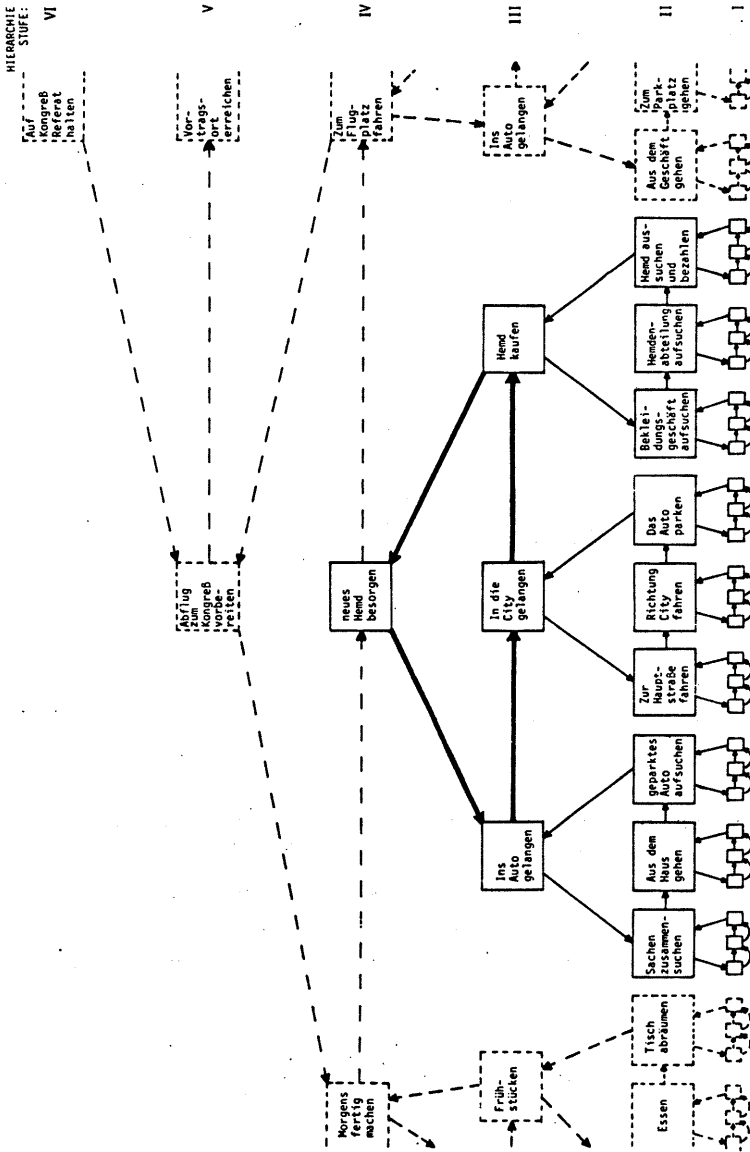 HIERARCHIE
STUFE:
VI
Auf
Kongreß
Referat
halten
V
Abflug
zum
Kongreß
vorbe-
reiten
Vor-
trags-
ort
erreichen
IV
Morgens
fertig
machen
neues
Hemd
besorgen
Zum
Flug-
platz
fahren
III
Früh-
stücken
Ins
Auto
gelangen
In die
City
gelangen
Hemd
kaufen
Ins
Auto
gelangen
II
Essen
Tisch
abräumen
Sachen
zusammen-
suchen
Aus dem
Haus
gehen
geparktes
Auto
aufsuchen
Zur
Haupt-
straße
fahren
Richtung
City
fahren
Das
Auto
parken
Beklei-
dungs-
geschäft
aufsuchen
Hemden-
abteilung
aufsuchen
Hemd aus-
suchen
und
bezahlen
Aus dem
Geschäft
gehen
Zum
Park-
platz
gehen
I